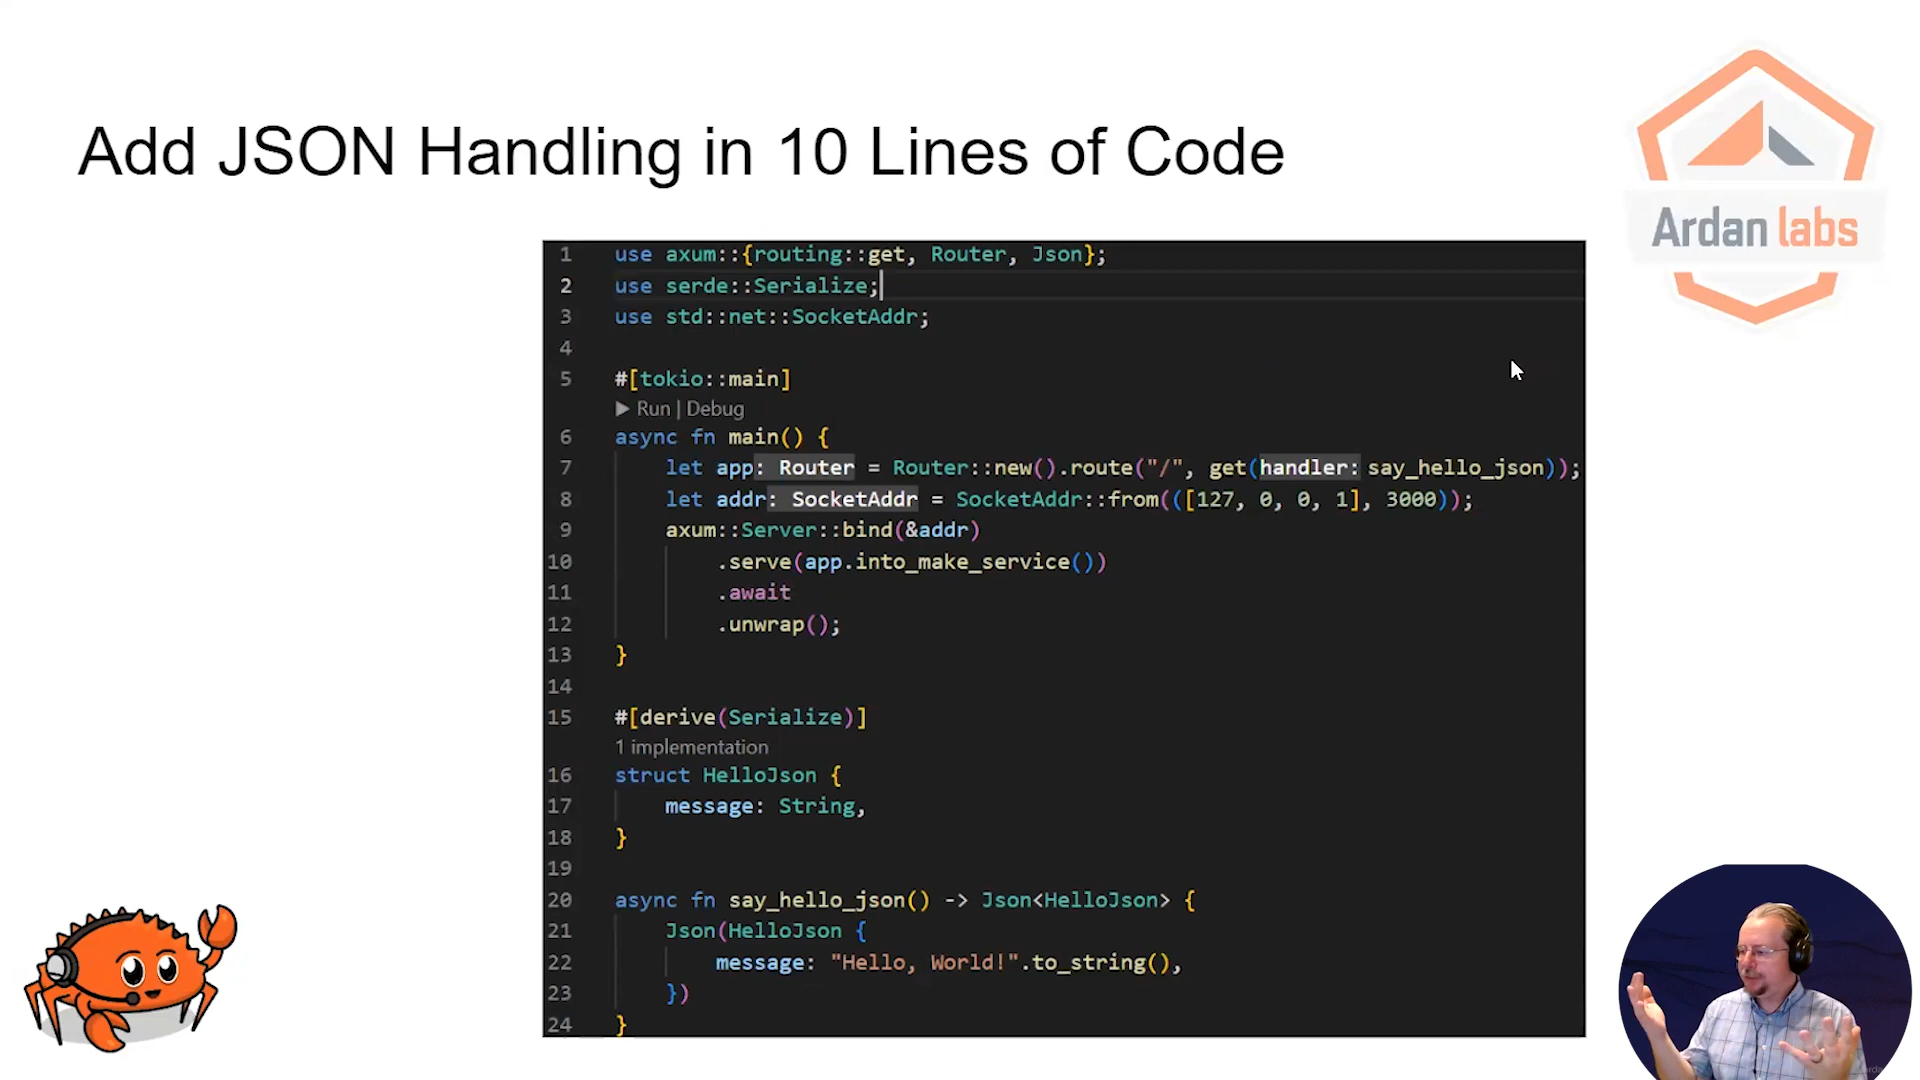 Add JSON Handling in 10 Lines of Code
Ardan labs
1 use axum::{routing::get, Router, Json};
2 use serde::Serialize;
3 use std::net::SocketAddr;
4
5 #[tokio::main]
▶ Run | Debug
6 async fn main() {
7 let app: Router = Router::new().route("/", get(handler: say_hello_json));
8 let addr: SocketAddr = SocketAddr::from(([127, 0, 0, 1], 3000));
9 axum::Server::bind(&addr)
10 .serve(app.into_make_service())
11 .await
12 .unwrap();
13 }
14
15 #[derive(Serialize)]
1 implementation
16 struct HelloJson {
17 message: String,
18 }
19
20 async fn say_hello_json() -> Json<HelloJson> {
21 Json(HelloJson {
22 message: "Hello, World!".to_string(),
23 })
24 }